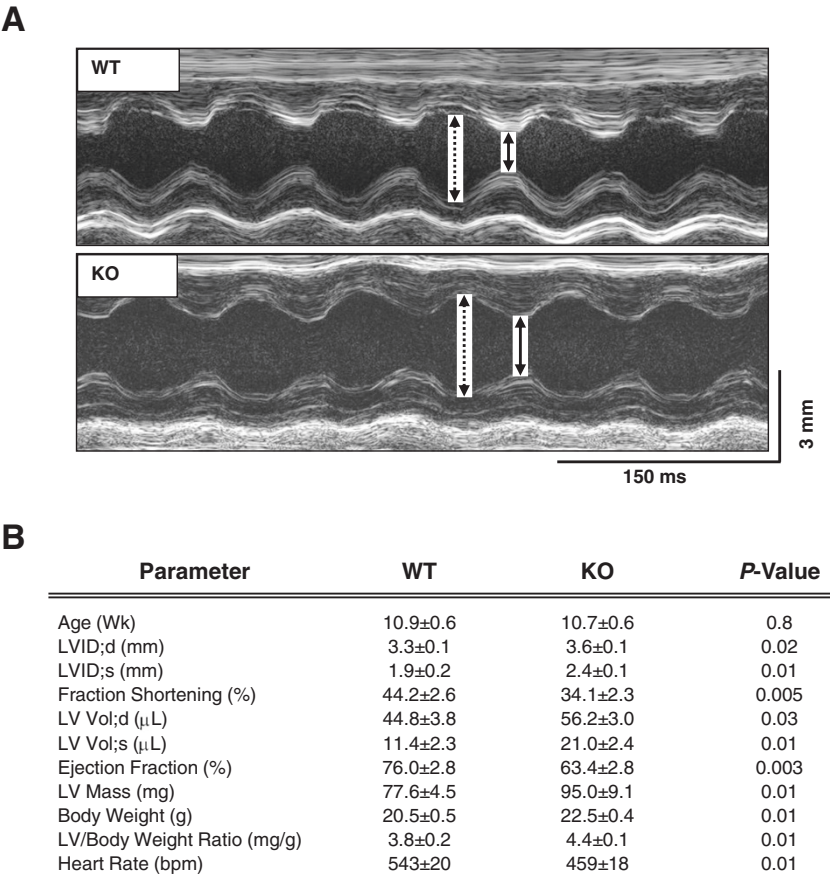 A
WT
KO
3 mm
150 ms
B
Parameter WT KO P-Value
Age (Wk) 10.9±0.6 10.7±0.6 0.8
LVID;d (mm) 3.3±0.1 3.6±0.1 0.02
LVID;s (mm) 1.9±0.2 2.4±0.1 0.01
Fraction Shortening (%) 44.2±2.6 34.1±2.3 0.005
LV Vol;d (μL) 44.8±3.8 56.2±3.0 0.03
LV Vol;s (μL) 11.4±2.3 21.0±2.4 0.01
Ejection Fraction (%) 76.0±2.8 63.4±2.8 0.003
LV Mass (mg) 77.6±4.5 95.0±9.1 0.01
Body Weight (g) 20.5±0.5 22.5±0.4 0.01
LV/Body Weight Ratio (mg/g) 3.8±0.2 4.4±0.1 0.01
Heart Rate (bpm) 543±20 459±18 0.01